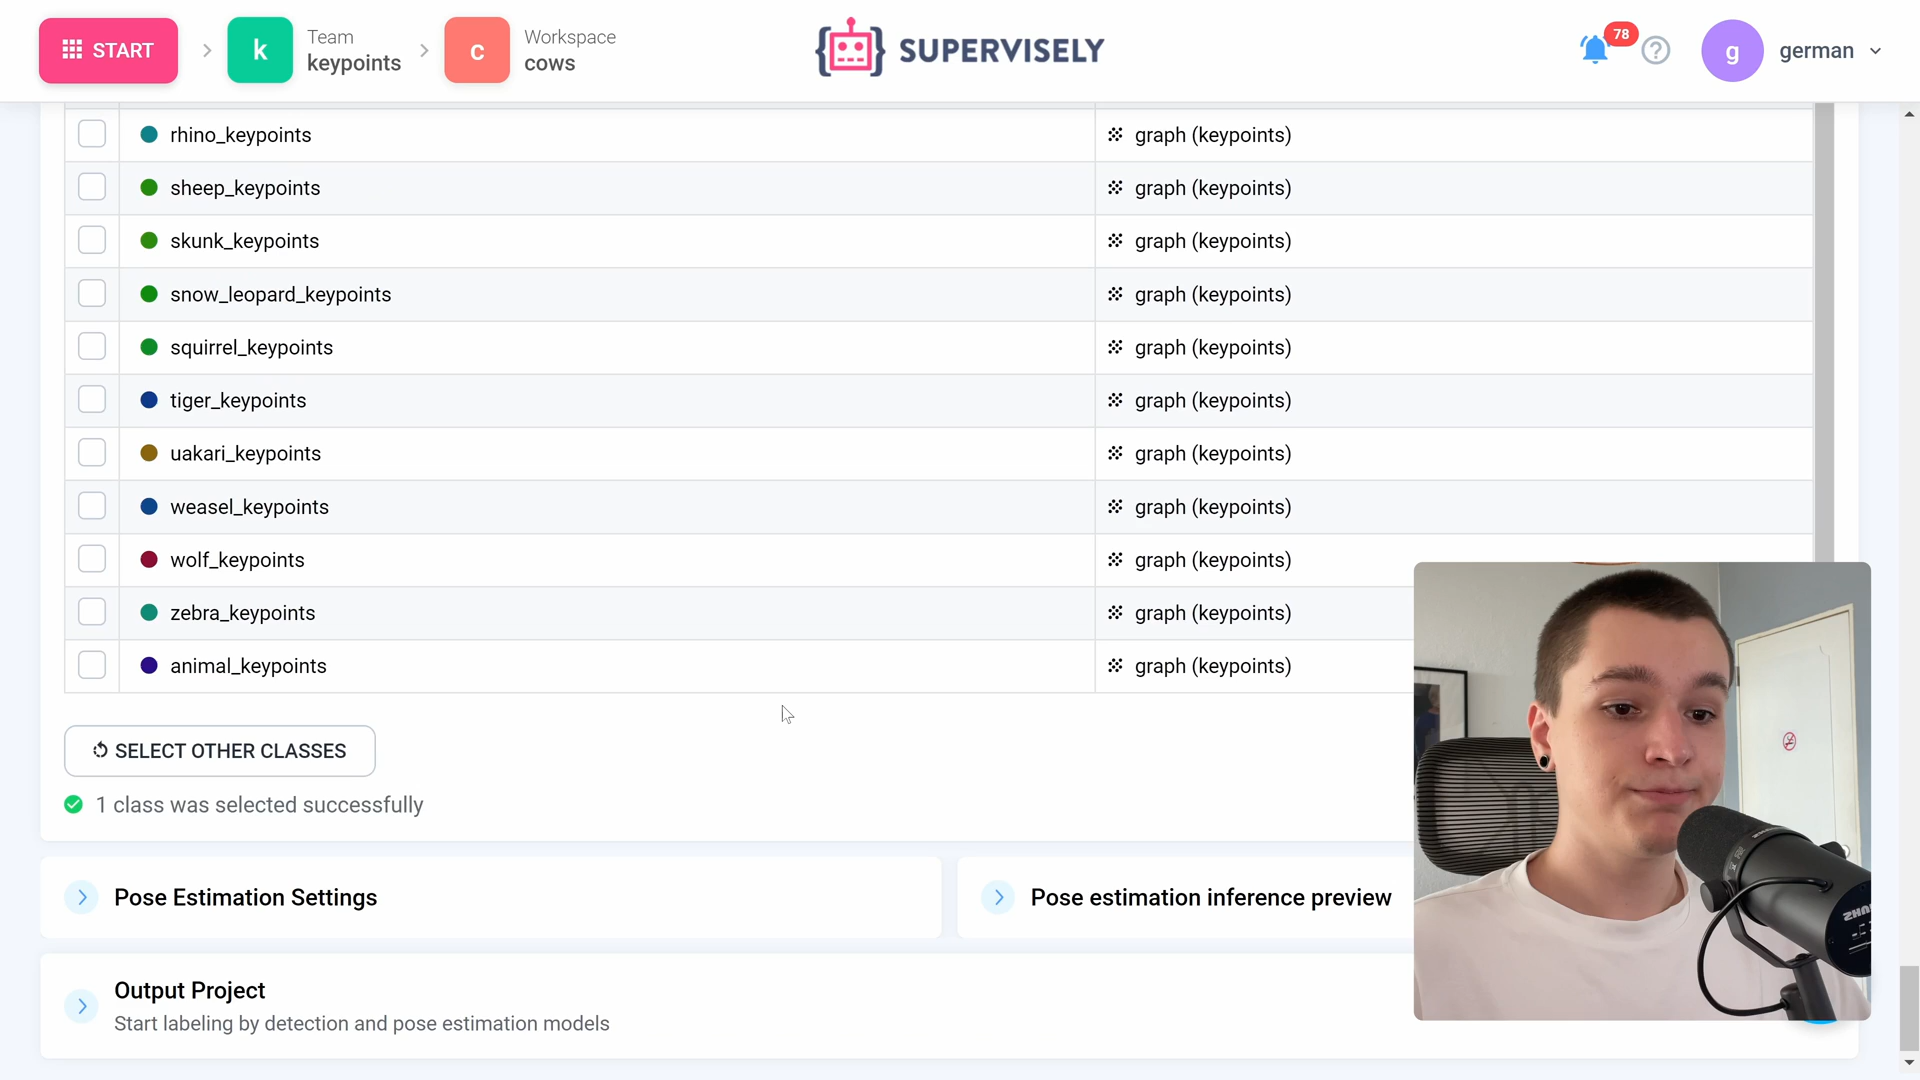 START
k
Team
keypoints
c
Workspace
cows
SUPERVISELY
78
g
german
rhino_keypoints
graph (keypoints)
sheep_keypoints
graph (keypoints)
skunk_keypoints
graph (keypoints)
snow_leopard_keypoints
graph (keypoints)
squirrel_keypoints
graph (keypoints)
tiger_keypoints
graph (keypoints)
uakari_keypoints
graph (keypoints)
weasel_keypoints
graph (keypoints)
wolf_keypoints
graph (keypoints)
zebra_keypoints
graph (keypoints)
animal_keypoints
graph (keypoints)
SELECT OTHER CLASSES
1 class was selected successfully
Pose Estimation Settings
Pose estimation inference preview
Output Project
Start labeling by detection and pose estimation models